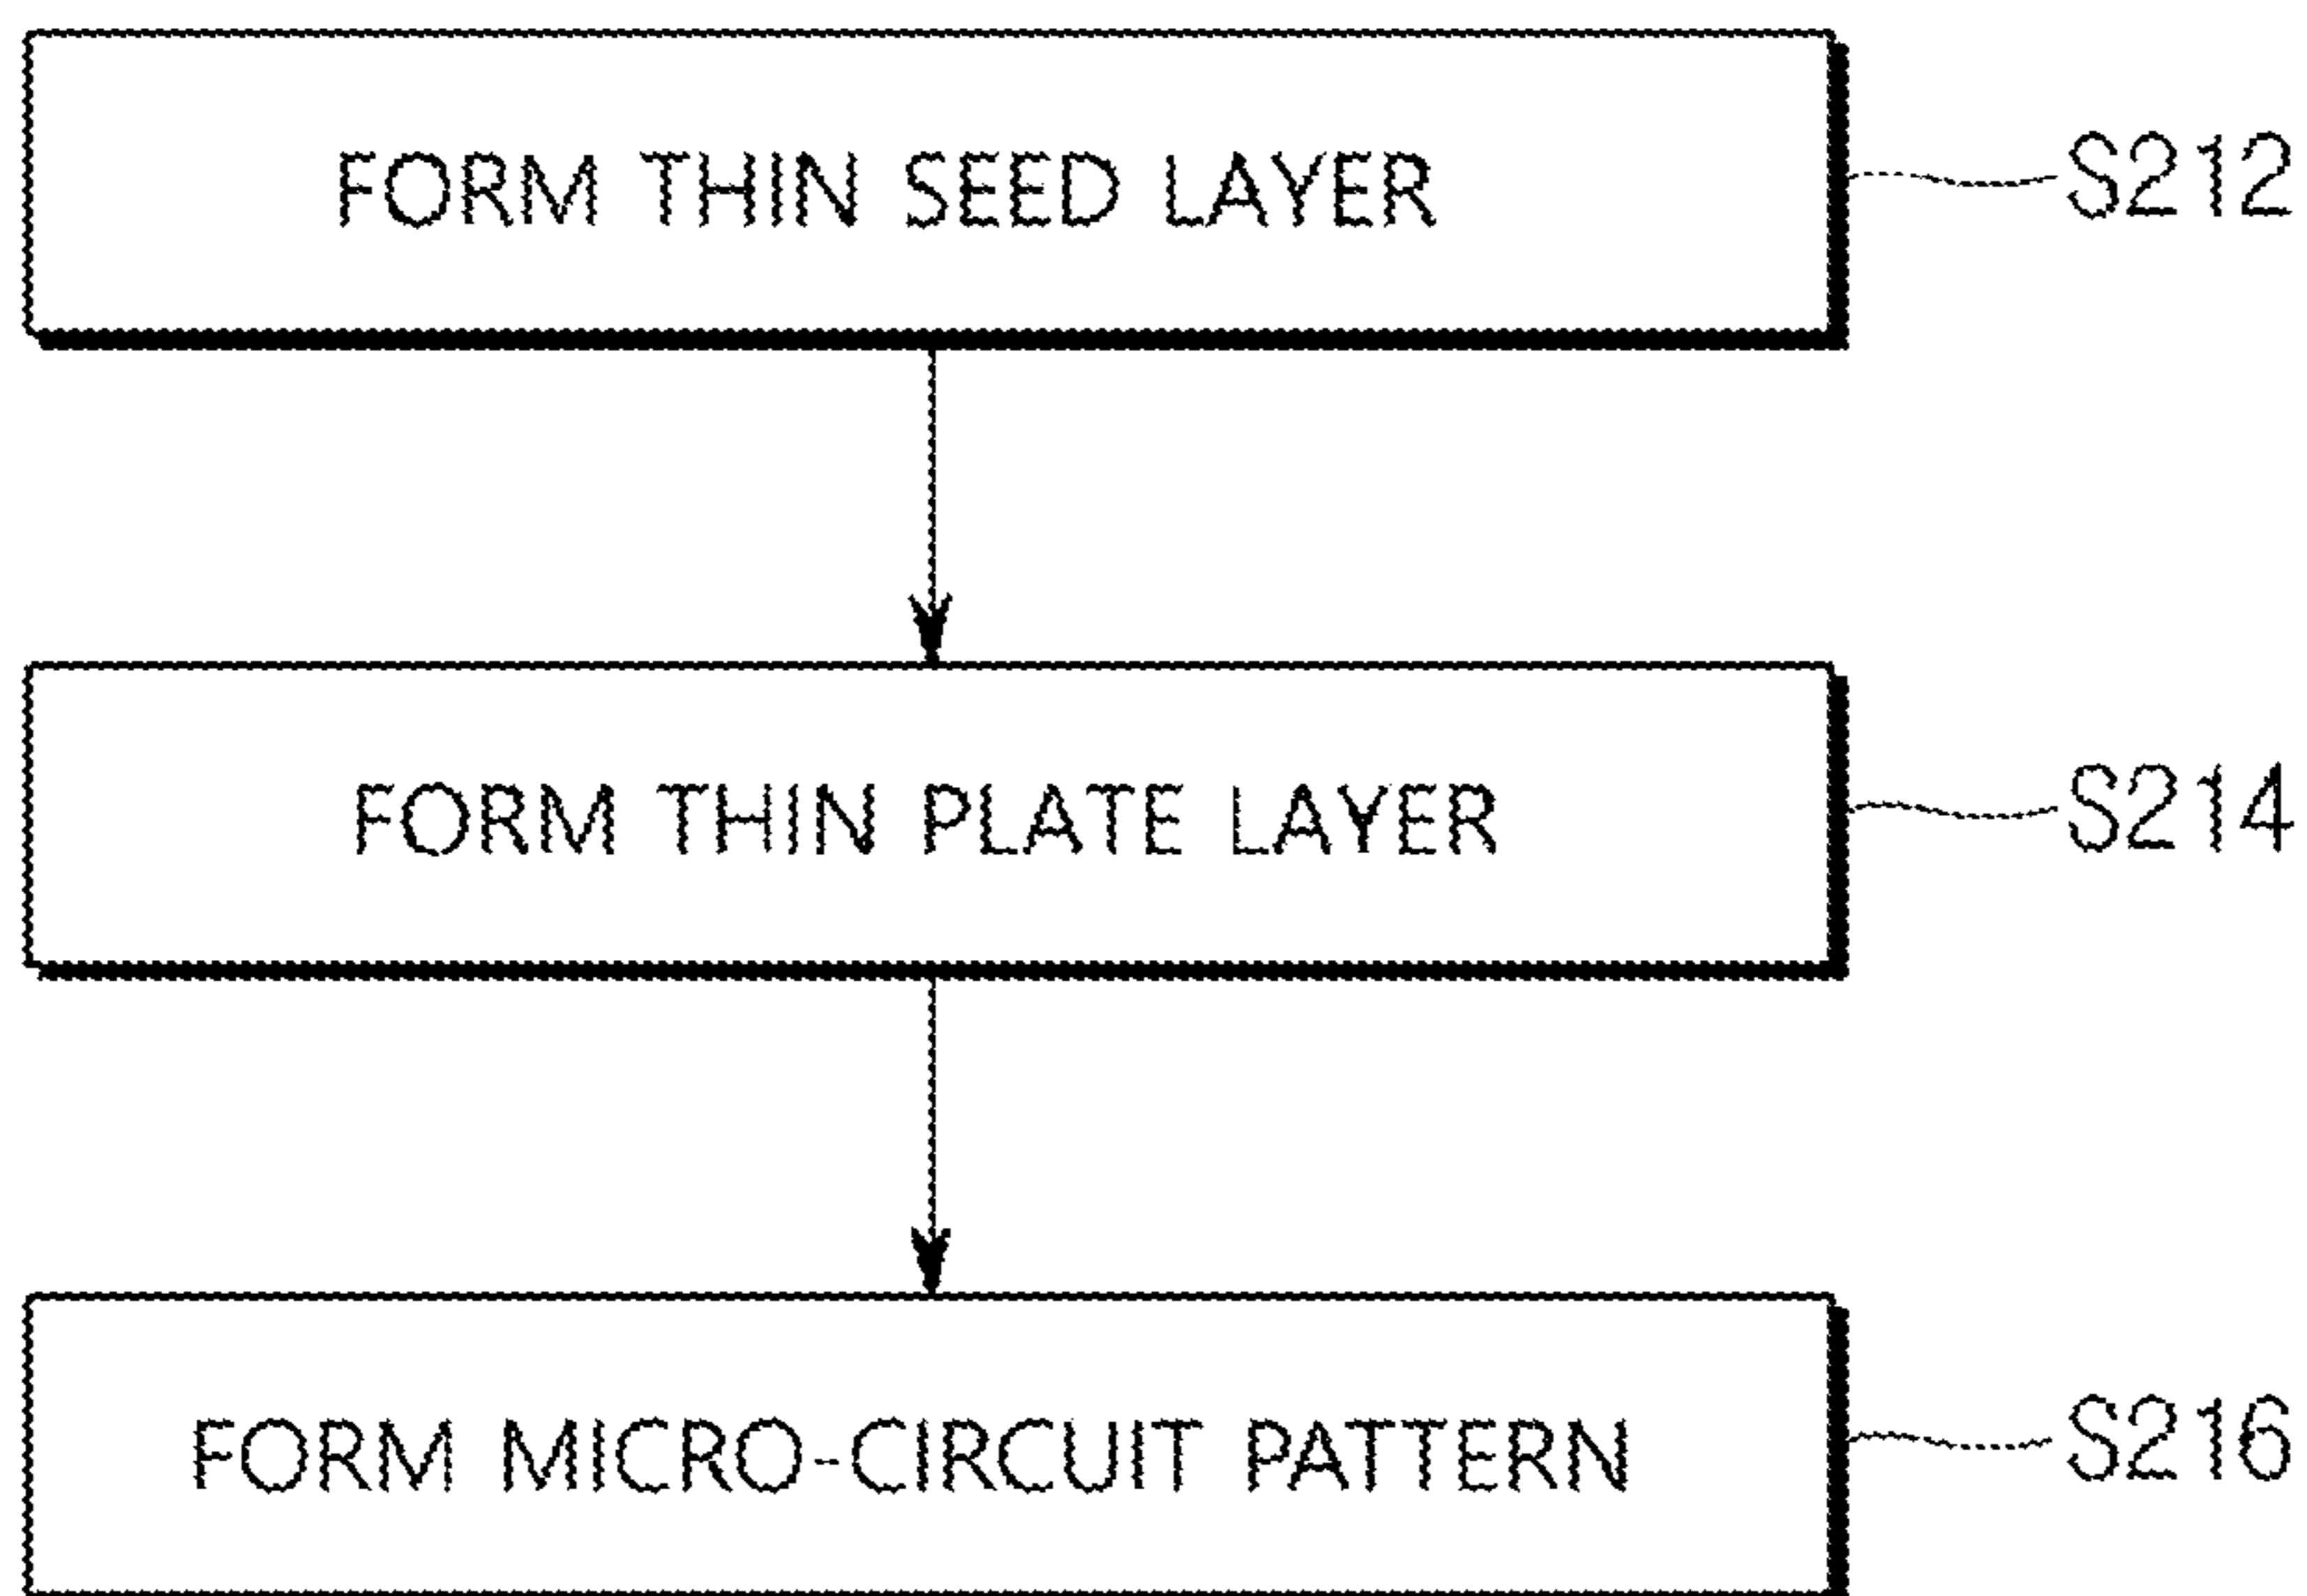 FORM THIN SEED LAYER
S212
FORM THIN PLATE LAYER
S214
FORM MICRO-CIRCUIT PATTERN
S216